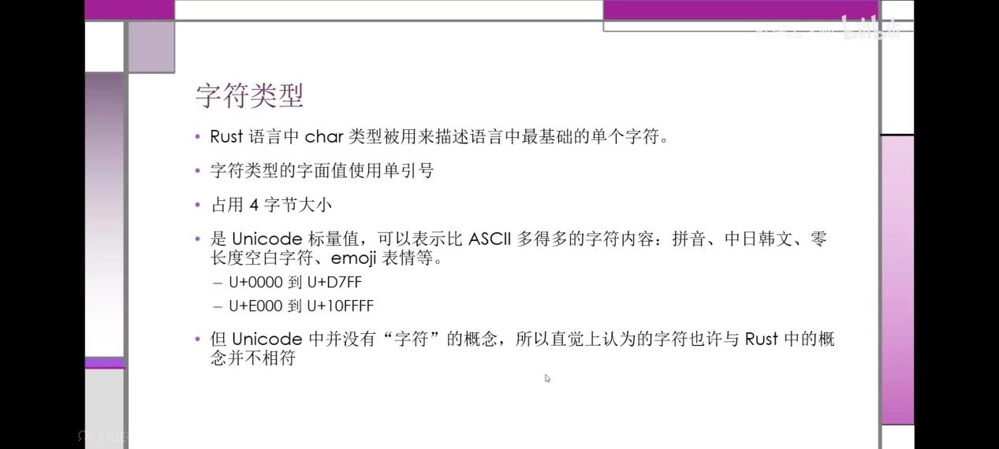 bilibili
字符类型
• Rust 语言中 char 类型被用来描述语言中最基础的单个字符。
• 字符类型的字面值使用单引号
• 占用 4 字节大小
• 是 Unicode 标量值，可以表示比 ASCII 多得多的字符内容：拼音、中日韩文、零
长度空白字符、emoji 表情等。
– U+0000 到 U+D7FF
– U+E000 到 U+10FFFF
• 但 Unicode 中并没有“字符”的概念，所以直觉上认为的字符也许与 Rust 中的概
念并不相符
3人正